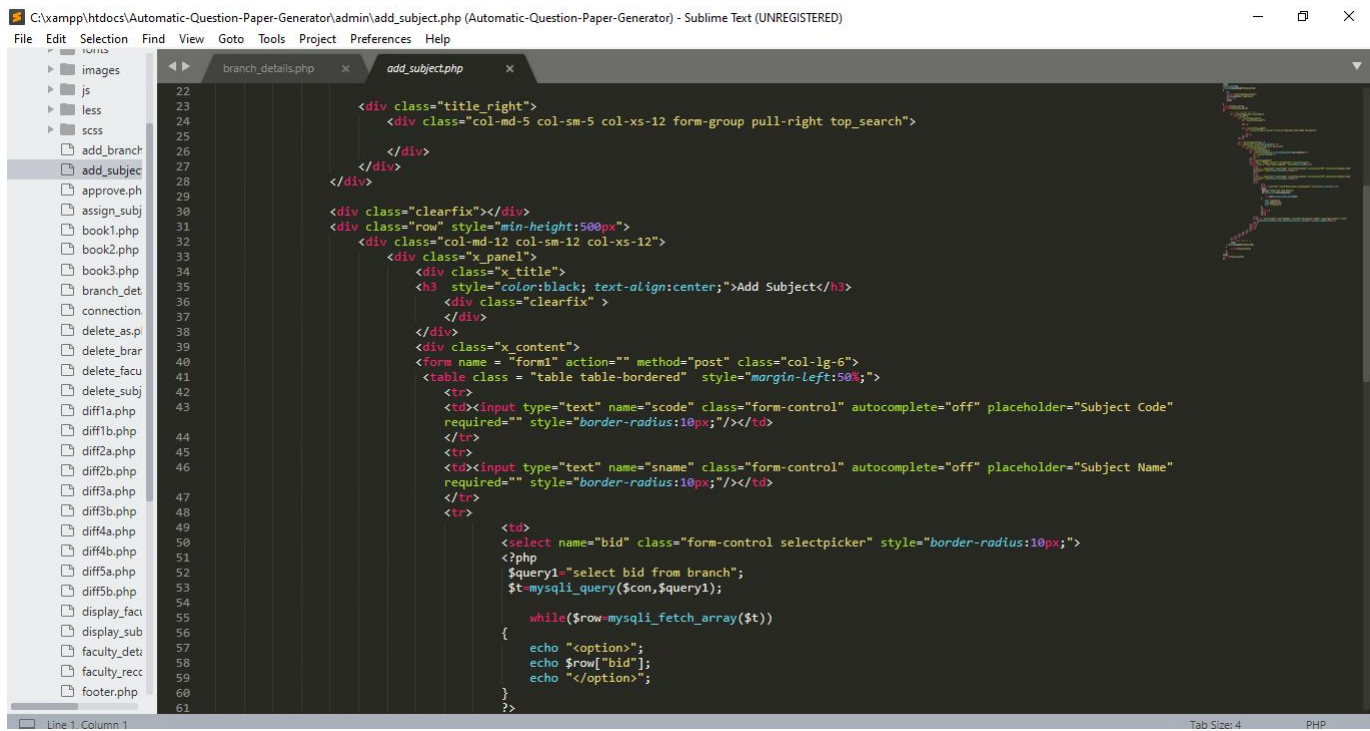 C:\xampp\htdocs\Automatic-Question-Paper-Generator\admin\add_subject.php (Automatic-Question-Paper-Generator) - Sublime Text (UNREGISTERED)
File Edit Selection Find View Goto Tools Project Preferences Help
fonts
images
js
less
scss
add_branch
add_subjec
approve.ph
assign_subj
book1.php
book2.php
book3.php
branch_det
connection.
delete_as.p
delete_bran
delete_facu
delete_subj
diff1a.php
diff1b.php
diff2a.php
diff2b.php
diff3a.php
diff3b.php
diff4a.php
diff4b.php
diff5a.php
diff5b.php
display_facu
display_sub
faculty_deta
faculty_reco
footer.php
branch_details.php × add_subject.php ×
22
23 <div class="title_right">
24 <div class="col-md-5 col-sm-5 col-xs-12 form-group pull-right top_search">
25
26 </div>
27 </div>
28 </div>
29
30 <div class="clearfix"></div>
31 <div class="row" style="min-height:500px">
32 <div class="col-md-12 col-sm-12 col-xs-12">
33 <div class="x_panel">
34 <div class="x_title">
35 <h3  style="color:black; text-align:center;">Add Subject</h3>
36 <div class="clearfix" >
37 </div>
38 </div>
39 <div class="x_content">
40 <form name = "form1" action="" method="post" class="col-lg-6">
41 <table class = "table table-bordered"  style="margin-left:50%;">
42 <tr>
43 <td><input type="text" name="scode" class="form-control" autocomplete="off" placeholder="Subject Code"
required="" style="border-radius:10px;"/></td>
44 </tr>
45 <tr>
46 <td><input type="text" name="sname" class="form-control" autocomplete="off" placeholder="Subject Name"
required="" style="border-radius:10px;"/></td>
47 </tr>
48 <tr>
49 <td>
50 <select name="bid" class="form-control selectpicker" style="border-radius:10px;">
51 <?php
52 $query1="select bid from branch";
53 $t=mysqli_query($con,$query1);
54
55 while($row=mysqli_fetch_array($t))
56 {
57 echo "<option>";
58 echo $row["bid"];
59 echo "</option>";
60 }
61 ?>
Line 1, Column 1 Tab Size: 4 PHP